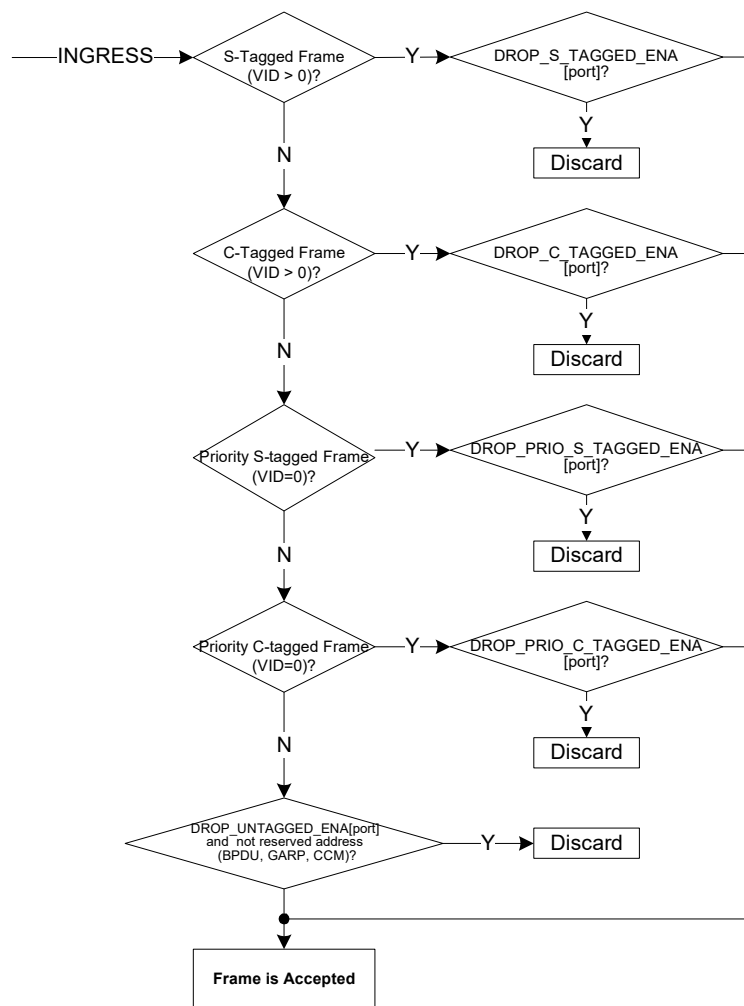 INGRESS
S-Tagged Frame
(VID > 0)?
Y
DROP_S_TAGGED_ENA
[port]?
N
Y
Discard
C-Tagged Frame
(VID > 0)?
Y
DROP_C_TAGGED_ENA
[port]?
N
Y
Discard
Priority S-tagged Frame
(VID=0)?
Y
DROP_PRIO_S_TAGGED_ENA
[port]?
N
Y
Discard
Priority C-tagged Frame
(VID=0)?
Y
DROP_PRIO_C_TAGGED_ENA
[port]?
N
Y
Discard
DROP_UNTAGGED_ENA[port]
and not reserved address
(BPDU, GARP, CCM)?
Y
Discard
Frame is Accepted